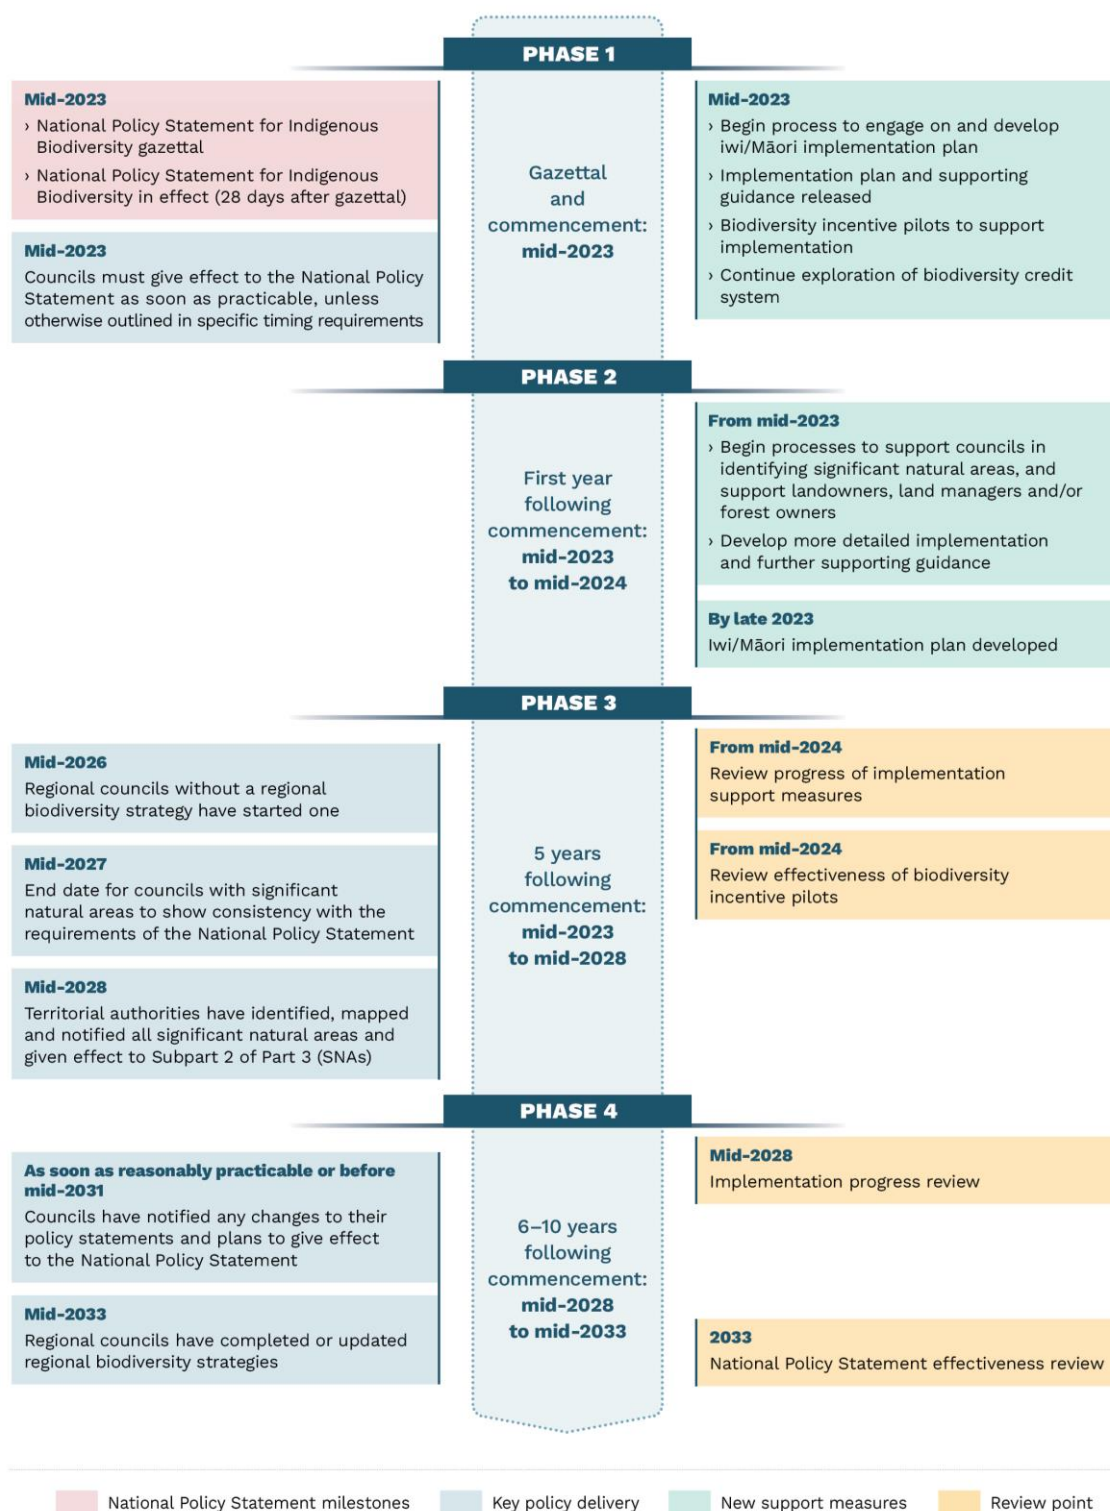 PHASE 1
Mid-2023
› National Policy Statement for Indigenous
Biodiversity gazettal
› National Policy Statement for Indigenous
Biodiversity in effect (28 days after gazettal)
Mid-2023
Councils must give effect to the National Policy
Statement as soon as practicable, unless
otherwise outlined in specific timing requirements
Gazettal
and
commencement:
mid-2023
Mid-2023
› Begin process to engage on and develop
iwi/Māori implementation plan
› Implementation plan and supporting
guidance released
› Biodiversity incentive pilots to support
implementation
› Continue exploration of biodiversity credit
system
PHASE 2
First year
following
commencement:
mid-2023
to mid-2024
From mid-2023
› Begin processes to support councils in
identifying significant natural areas, and
support landowners, land managers and/or
forest owners
› Develop more detailed implementation
and further supporting guidance
By late 2023
Iwi/Māori implementation plan developed
PHASE 3
Mid-2026
Regional councils without a regional
biodiversity strategy have started one
Mid-2027
End date for councils with significant
natural areas to show consistency with the
requirements of the National Policy Statement
Mid-2028
Territorial authorities have identified, mapped
and notified all significant natural areas and
given effect to Subpart 2 of Part 3 (SNAs)
5 years
following
commencement:
mid-2023
to mid-2028
From mid-2024
Review progress of implementation
support measures
From mid-2024
Review effectiveness of biodiversity
incentive pilots
PHASE 4
As soon as reasonably practicable or before
mid-2031
Councils have notified any changes to their
policy statements and plans to give effect
to the National Policy Statement
Mid-2033
Regional councils have completed or updated
regional biodiversity strategies
6–10 years
following
commencement:
mid-2028
to mid-2033
Mid-2028
Implementation progress review
2033
National Policy Statement effectiveness review
National Policy Statement milestones
Key policy delivery
New support measures
Review point